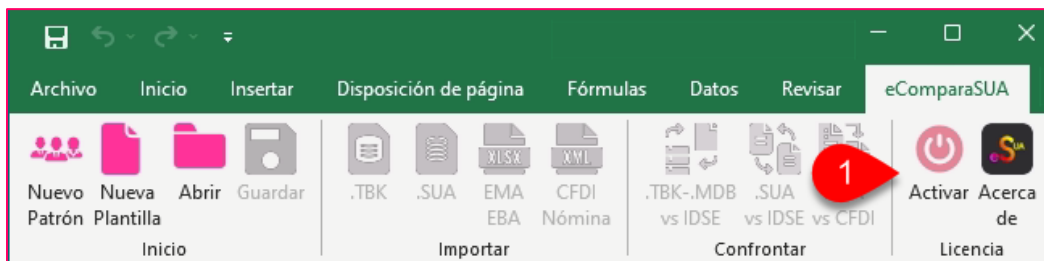 Archivo Inicio Insertar Disposición de página Fórmulas Datos Revisar eComparaSUA
XLSX XML
1
eSUA
Nuevo Nueva Abrir Guardar .TBK .SUA EMA CFDI .TBK-.MDB .SUA Activar Acerca
Patrón Plantilla EBA Nómina vs IDSE vs IDSE vs CFDI de
Inicio Importar Confrontar Licencia